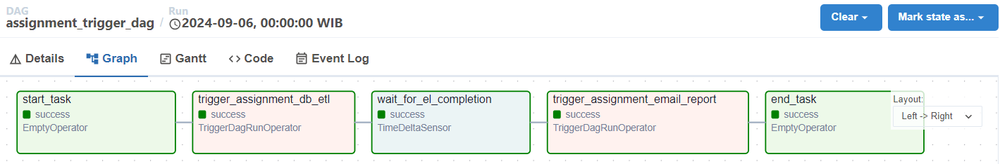 DAG
assignment_trigger_dag
/
Run
2024-09-06, 00:00:00 WIB
Clear
Mark state as...
Details
Graph
Gantt
Code
Event Log
start_task
success
EmptyOperator
trigger_assignment_db_etl
success
TriggerDagRunOperator
wait_for_el_completion
success
TimeDeltaSensor
trigger_assignment_email_report
success
TriggerDagRunOperator
end_task
success
EmptyOperator
Layout:
Left -> Right